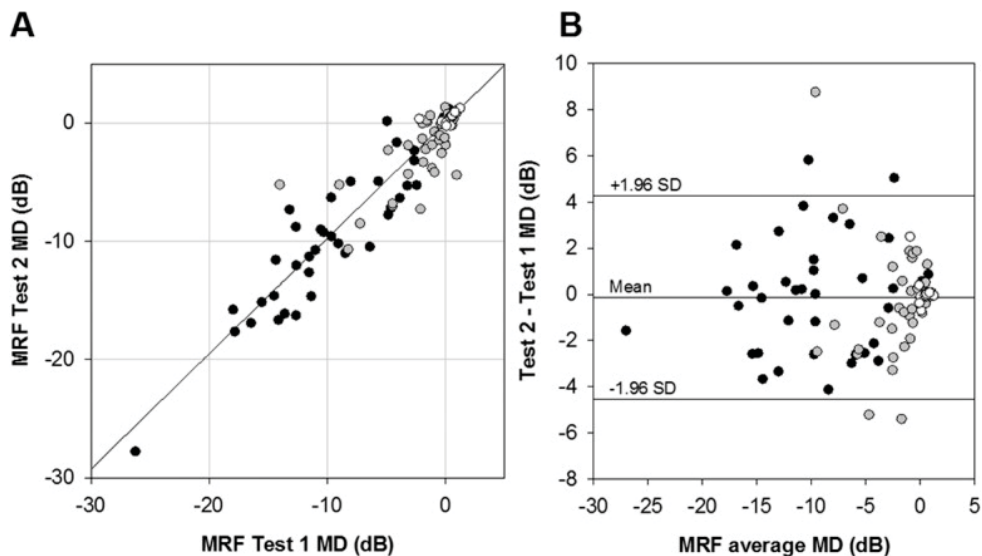 A
MRF Test 2 MD (dB)
0
-10
-20
-30
-30
-20
-10
0
MRF Test 1 MD (dB)
B
Test 2 - Test 1 MD (dB)
10
8
6
4
2
0
-2
-4
-6
-8
+1.96 SD
Mean
-1.96 SD
-30
-25
-20
-15
-10
-5
0
5
MRF average MD (dB)